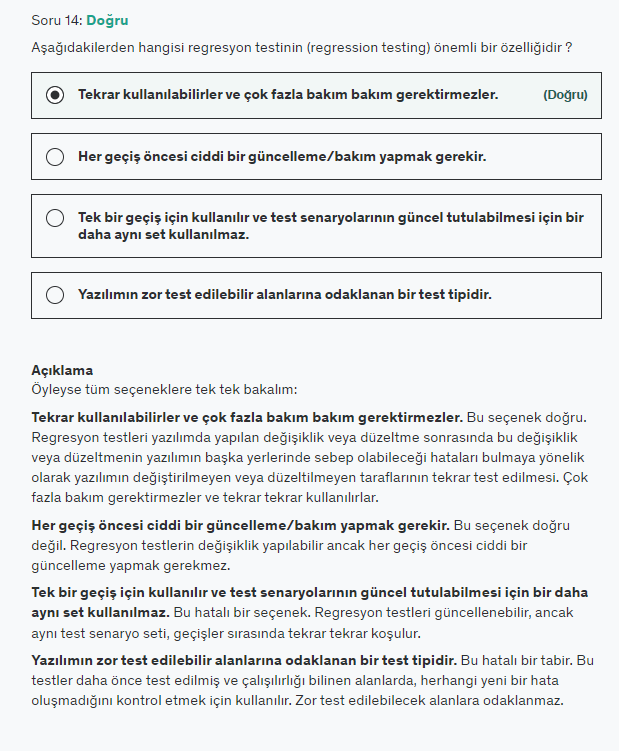 Soru 14: Doğru
Aşağıdakilerden hangisi regresyon testinin (regression testing) önemli bir özelliğidir ?
Tekrar kullanılabilirler ve çok fazla bakım bakım gerektirmezler. (Doğru)
Her geçiş öncesi ciddi bir güncelleme/bakım yapmak gerekir.
Tek bir geçiş için kullanılır ve test senaryolarının güncel tutulabilmesi için bir
daha aynı set kullanılmaz.
Yazılımın zor test edilebilir alanlarına odaklanan bir test tipidir.
Açıklama
Öyleyse tüm seçeneklere tek tek bakalım:
Tekrar kullanılabilirler ve çok fazla bakım bakım gerektirmezler. Bu seçenek doğru.
Regresyon testleri yazılımda yapılan değişiklik veya düzeltme sonrasında bu değişiklik
veya düzeltmenin yazılımın başka yerlerinde sebep olabileceği hataları bulmaya yönelik
olarak yazılımın değiştirilmeyen veya düzeltilmeyen taraflarının tekrar test edilmesi. Çok
fazla bakım gerektirmezler ve tekrar tekrar kullanılırlar.
Her geçiş öncesi ciddi bir güncelleme/bakım yapmak gerekir. Bu seçenek doğru
değil. Regresyon testlerin değişiklik yapılabilir ancak her geçiş öncesi ciddi bir
güncelleme yapmak gerekmez.
Tek bir geçiş için kullanılır ve test senaryolarının güncel tutulabilmesi için bir daha
aynı set kullanılmaz. Bu hatalı bir seçenek. Regresyon testleri güncellenebilir, ancak
aynı test senaryo seti, geçişler sırasında tekrar tekrar koşulur.
Yazılımın zor test edilebilir alanlarına odaklanan bir test tipidir. Bu hatalı bir tabir. Bu
testler daha önce test edilmiş ve çalışılırlığı bilinen alanlarda, herhangi yeni bir hata
oluşmadığını kontrol etmek için kullanılır. Zor test edilebilecek alanlara odaklanmaz.